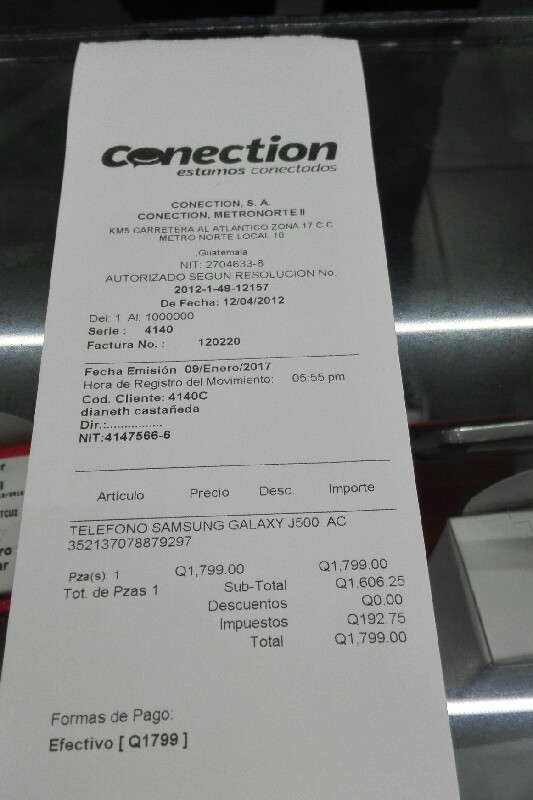 Conection
estamos conectados
CONECTION, S. A.
CONECTION, METRONORTE II
KM5 CARRETERA AL ATLANTICO ZONA 17 C.C
METRO NORTE LOCAL 10
,Guatemala
NIT: 2704633-8
AUTORIZADO SEGUN RESOLUCION No.
2012-1-48-12157
De Fecha: 12/04/2012
Del: 1 Al: 1000000
Serie : 4140
Factura No. : 120220
Fecha Emisión 09/Enero/2017
Hora de Registro del Movimiento: 05:55 pm
Cod. Cliente: 4140C
dianeth castañeda
Dir.:...............
NIT:4147566-6
Articulo Precio Desc. Importe
TELEFONO SAMSUNG GALAXY J500 AC
352137078879297
Pza(s) 1 Q1,799.00 Q1,799.00
Tot. de Pzas 1 Sub-Total Q1,606.25
Descuentos Q0.00
Impuestos Q192.75
Total Q1,799.00
Formas de Pago:
Efectivo [ Q1799 ]